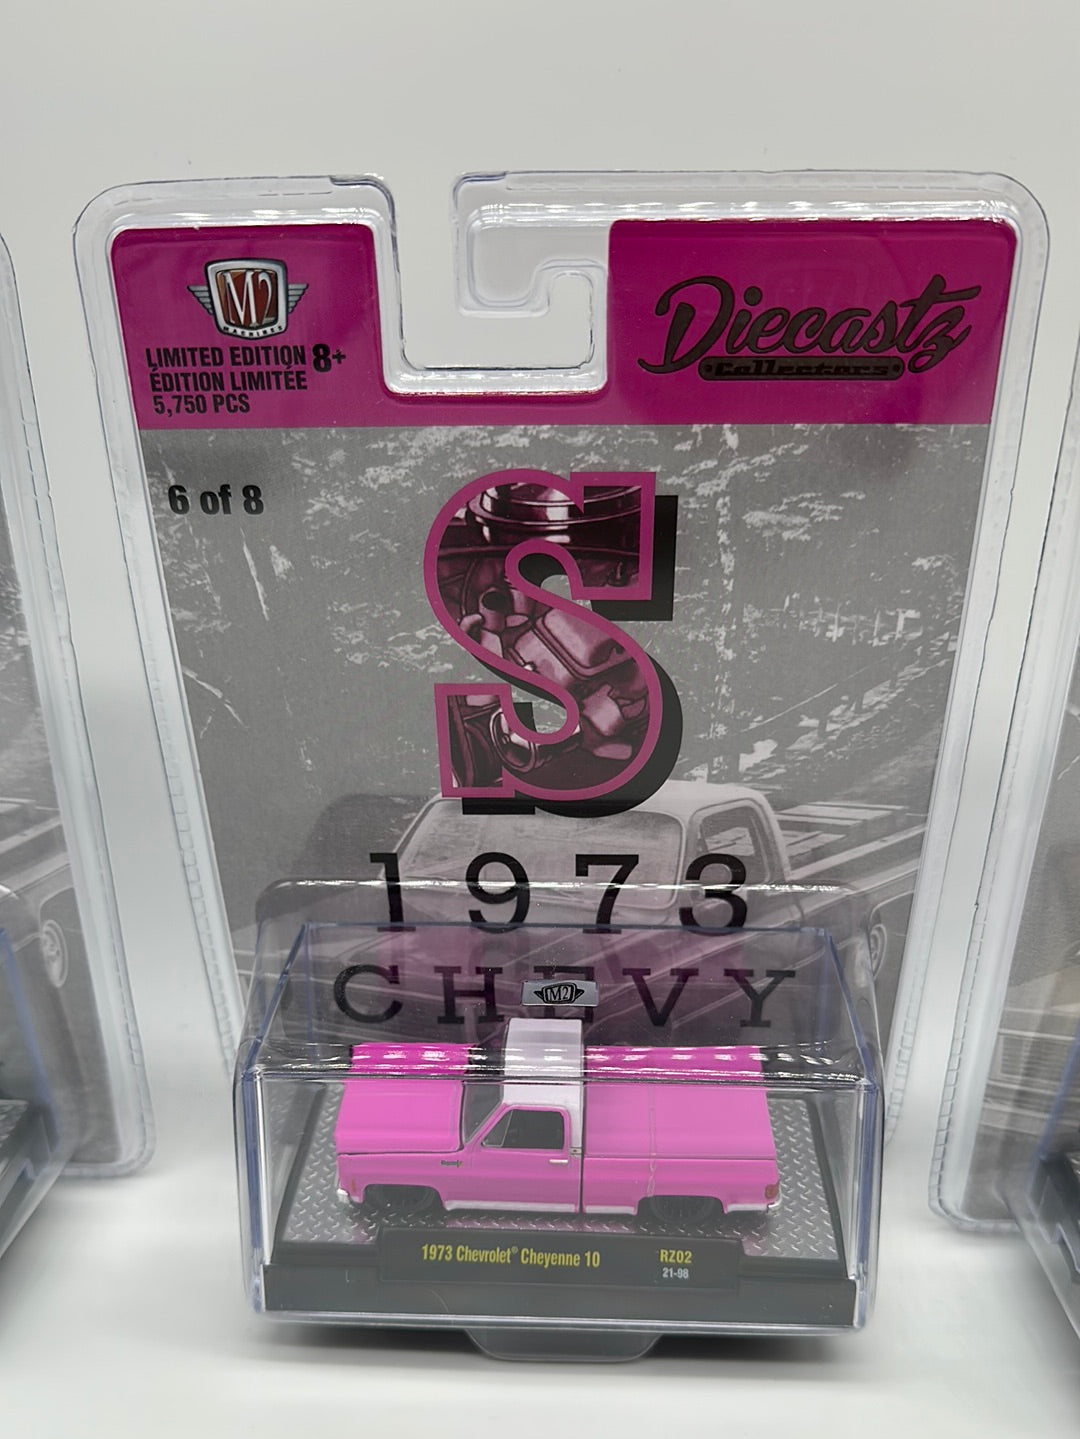 M2
MACHINES
LIMITED EDITION 8+
ÉDITION LIMITÉE
5,750 PCS
Diecastz
Collectors
6 of 8
S
1973
CHEVY
M2
1973 Chevrolet® Cheyenne 10 RZ02
21-98